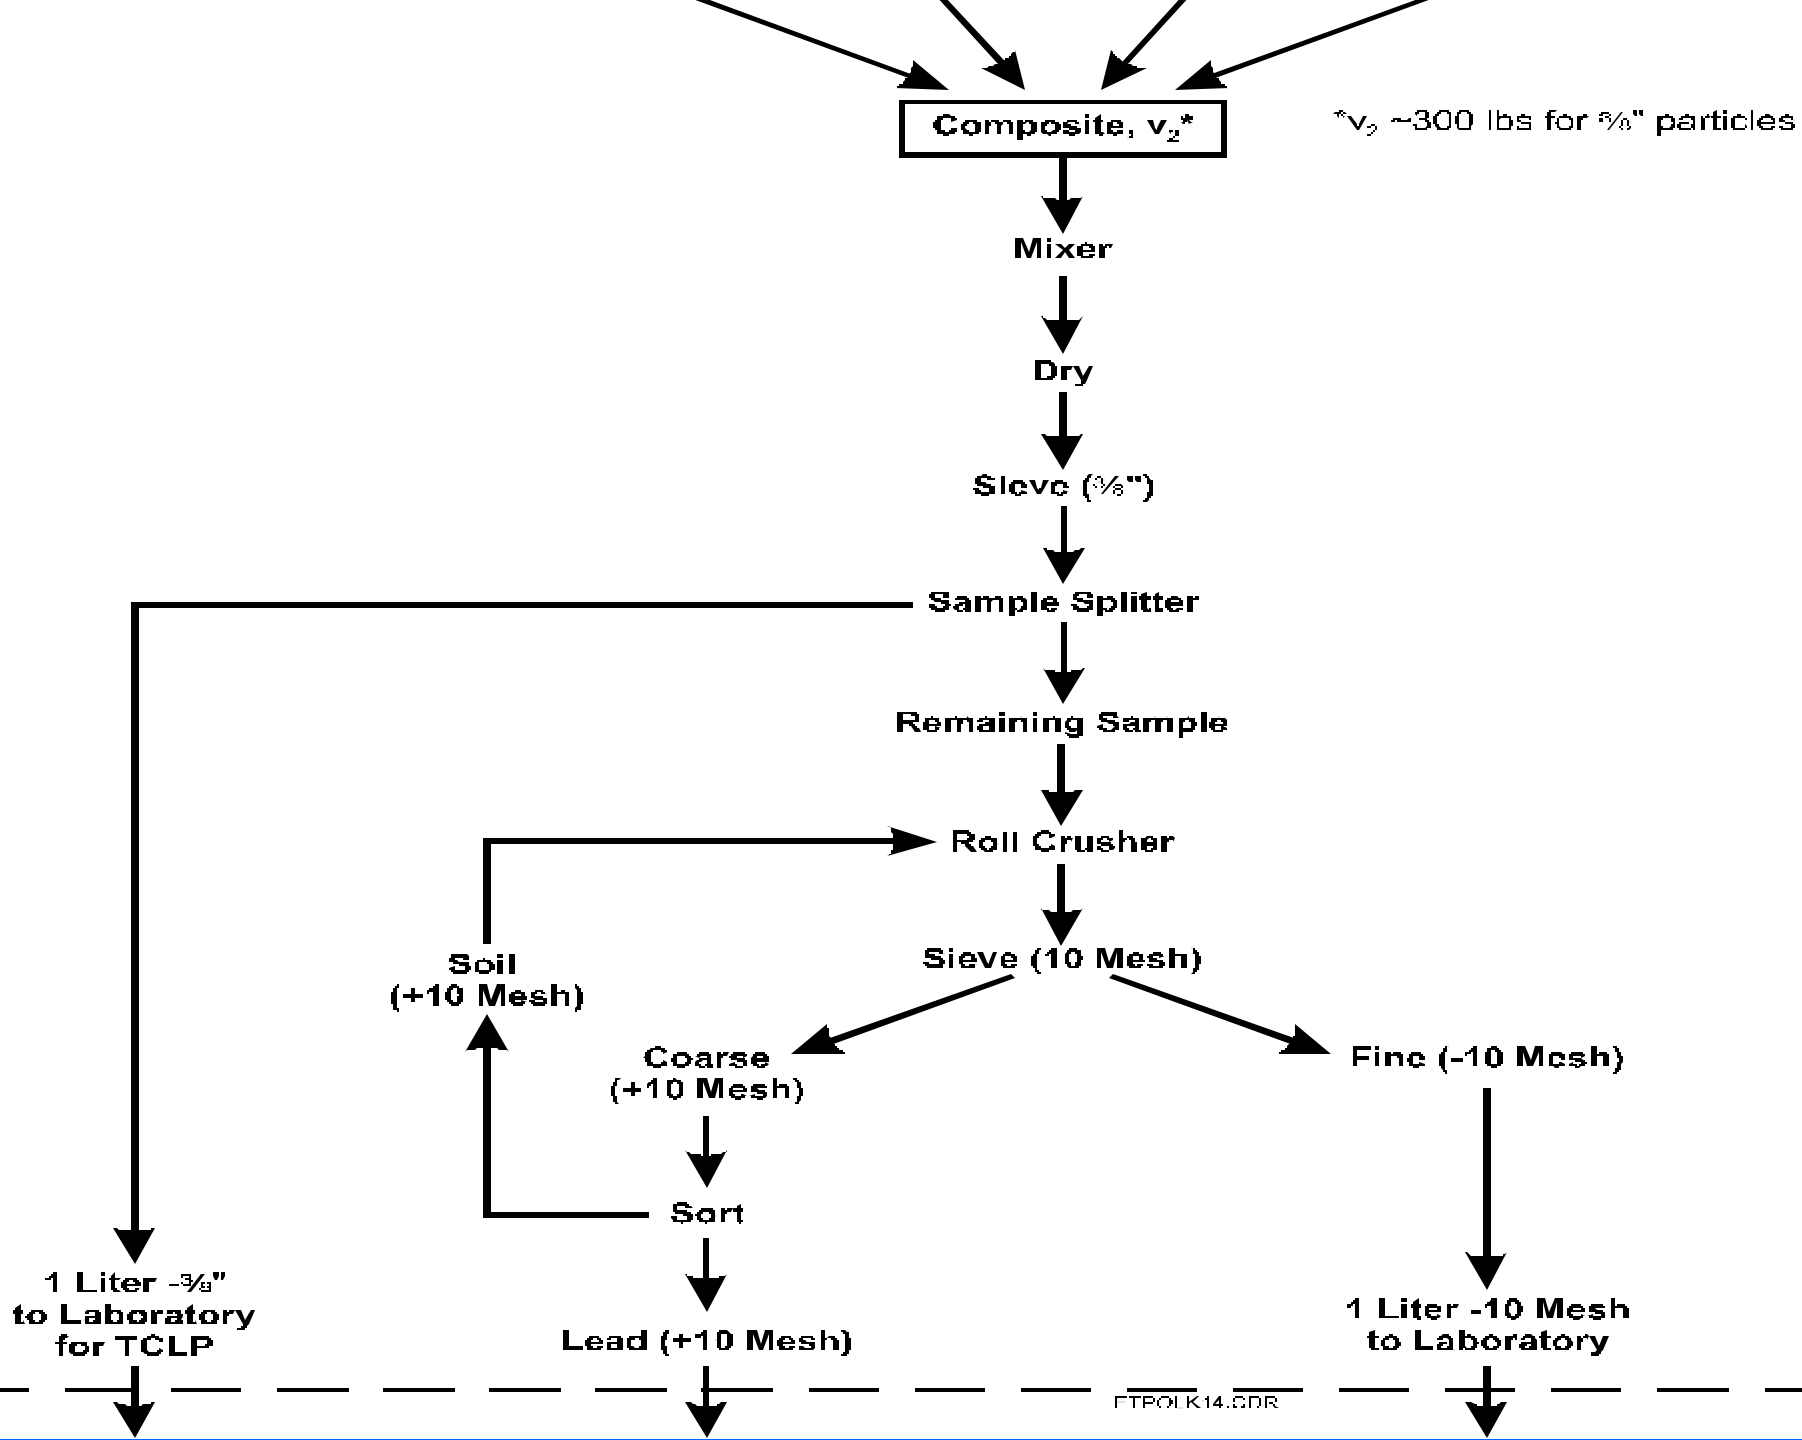 Composite, v₂*
*v₂ ~300 lbs for ⅜" particles
Mixer
Dry
Sieve (⅜")
Sample Splitter
Remaining Sample
Roll Crusher
Sieve (10 Mesh)
Soil
(+10 Mesh)
Coarse
(+10 Mesh)
Fine (-10 Mesh)
Sort
1 Liter -⅜"
to Laboratory
for TCLP
Lead (+10 Mesh)
1 Liter -10 Mesh
to Laboratory
FTPOLK14.CDR